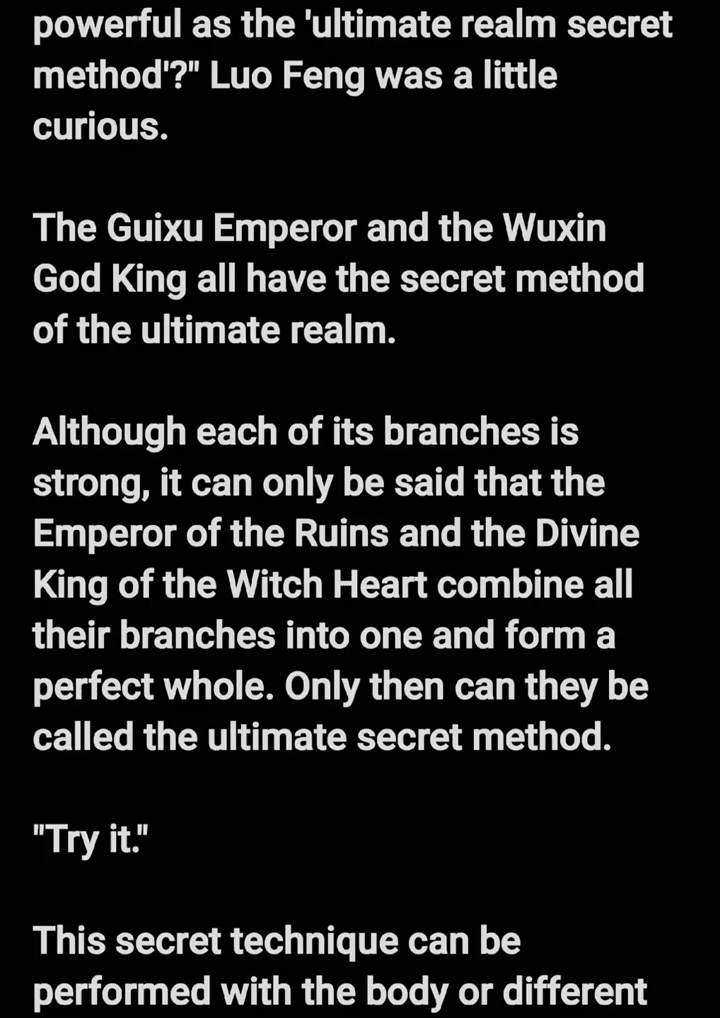 powerful as the 'ultimate realm secret
method'?" Luo Feng was a little
curious.
The Guixu Emperor and the Wuxin
God King all have the secret method
of the ultimate realm.
Although each of its branches is
strong, it can only be said that the
Emperor of the Ruins and the Divine
King of the Witch Heart combine all
their branches into one and form a
perfect whole. Only then can they be
called the ultimate secret method.
"Try it."
This secret technique can be
performed with the body or different